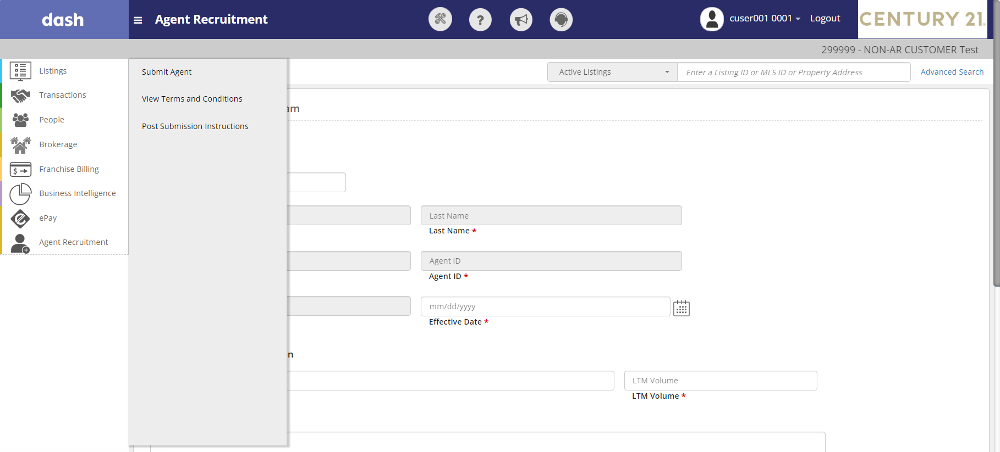 dash
Agent Recruitment
?
cuser001 0001
Logout
CENTURY 21.
299999 - NON-AR CUSTOMER Test
Listings
Transactions
People
Brokerage
Franchise Billing
Business Intelligence
ePay
Agent Recruitment
Submit Agent
View Terms and Conditions
Post Submission Instructions
Active Listings
Enter a Listing ID or MLS ID or Property Address
Advanced Search
am
Last Name
Last Name *
Agent ID
Agent ID *
mm/dd/yyyy
Effective Date *
n
LTM Volume
LTM Volume *